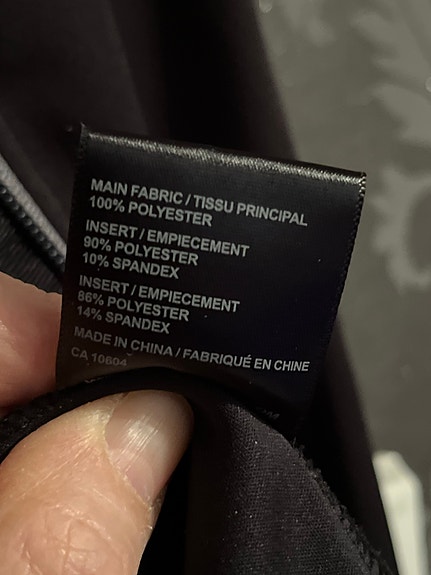 MAIN FABRIC / TISSU PRINCIPAL
100% POLYESTER
INSERT / EMPIECEMENT
90% POLYESTER
10% SPANDEX
INSERT / EMPIECEMENT
86% POLYESTER
14% SPANDEX
MADE IN CHINA / FABRIQUÉ EN CHINE
CA 10604